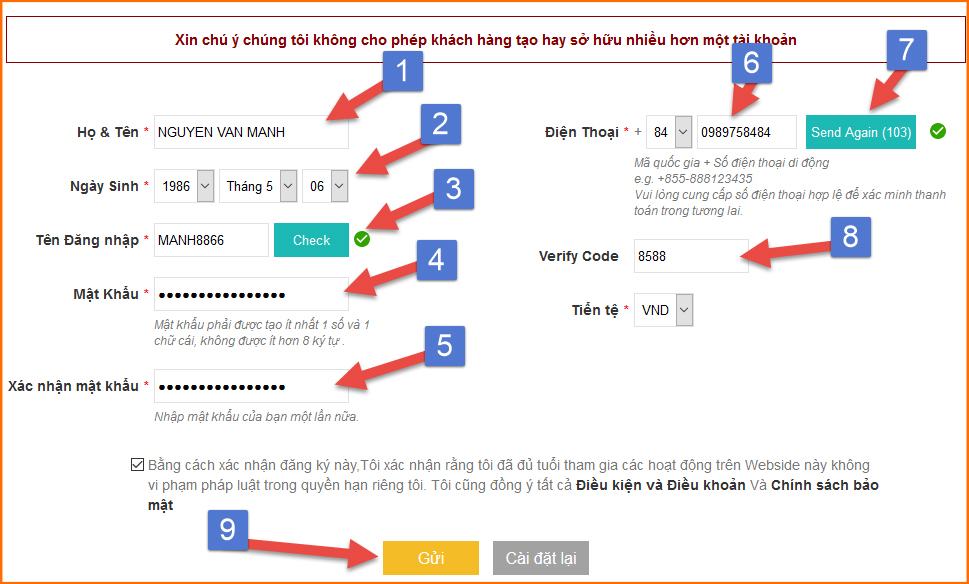 Xin chú ý chúng tôi không cho phép khách hàng tạo hay sở hữu nhiều hơn một tài khoản
1
Họ & Tên * NGUYEN VAN MANH
2
Ngày Sinh * 1986 Tháng 5 06
3
Tên Đăng nhập * MANH8866 Check
4
Mật Khẩu * ••••••••••••••••
Mật khẩu phải được tạo ít nhất 1 số và 1
chữ cái, không được ít hơn 8 ký tự .
5
Xác nhận mật khẩu * ••••••••••••••••
Nhập mật khẩu của bạn một lần nữa.
6
7
Điện Thoại * + 84 0989758484 Send Again (103)
Mã quốc gia + Số điện thoại di động
e.g. +855-888123435
Vui lòng cung cấp số điện thoại hợp lệ để xác minh thanh
toán trong tương lai.
8
Verify Code 8588
Tiền tệ * VND
Bằng cách xác nhận đăng ký này,Tôi xác nhận rằng tôi đã đủ tuổi tham gia các hoạt động trên Webside này không
vi phạm pháp luật trong quyền hạn riêng tôi. Tôi cũng đồng ý tất cả Điều kiện và Điều khoản Và Chính sách bảo
mật
9
Gửi Cài đặt lại